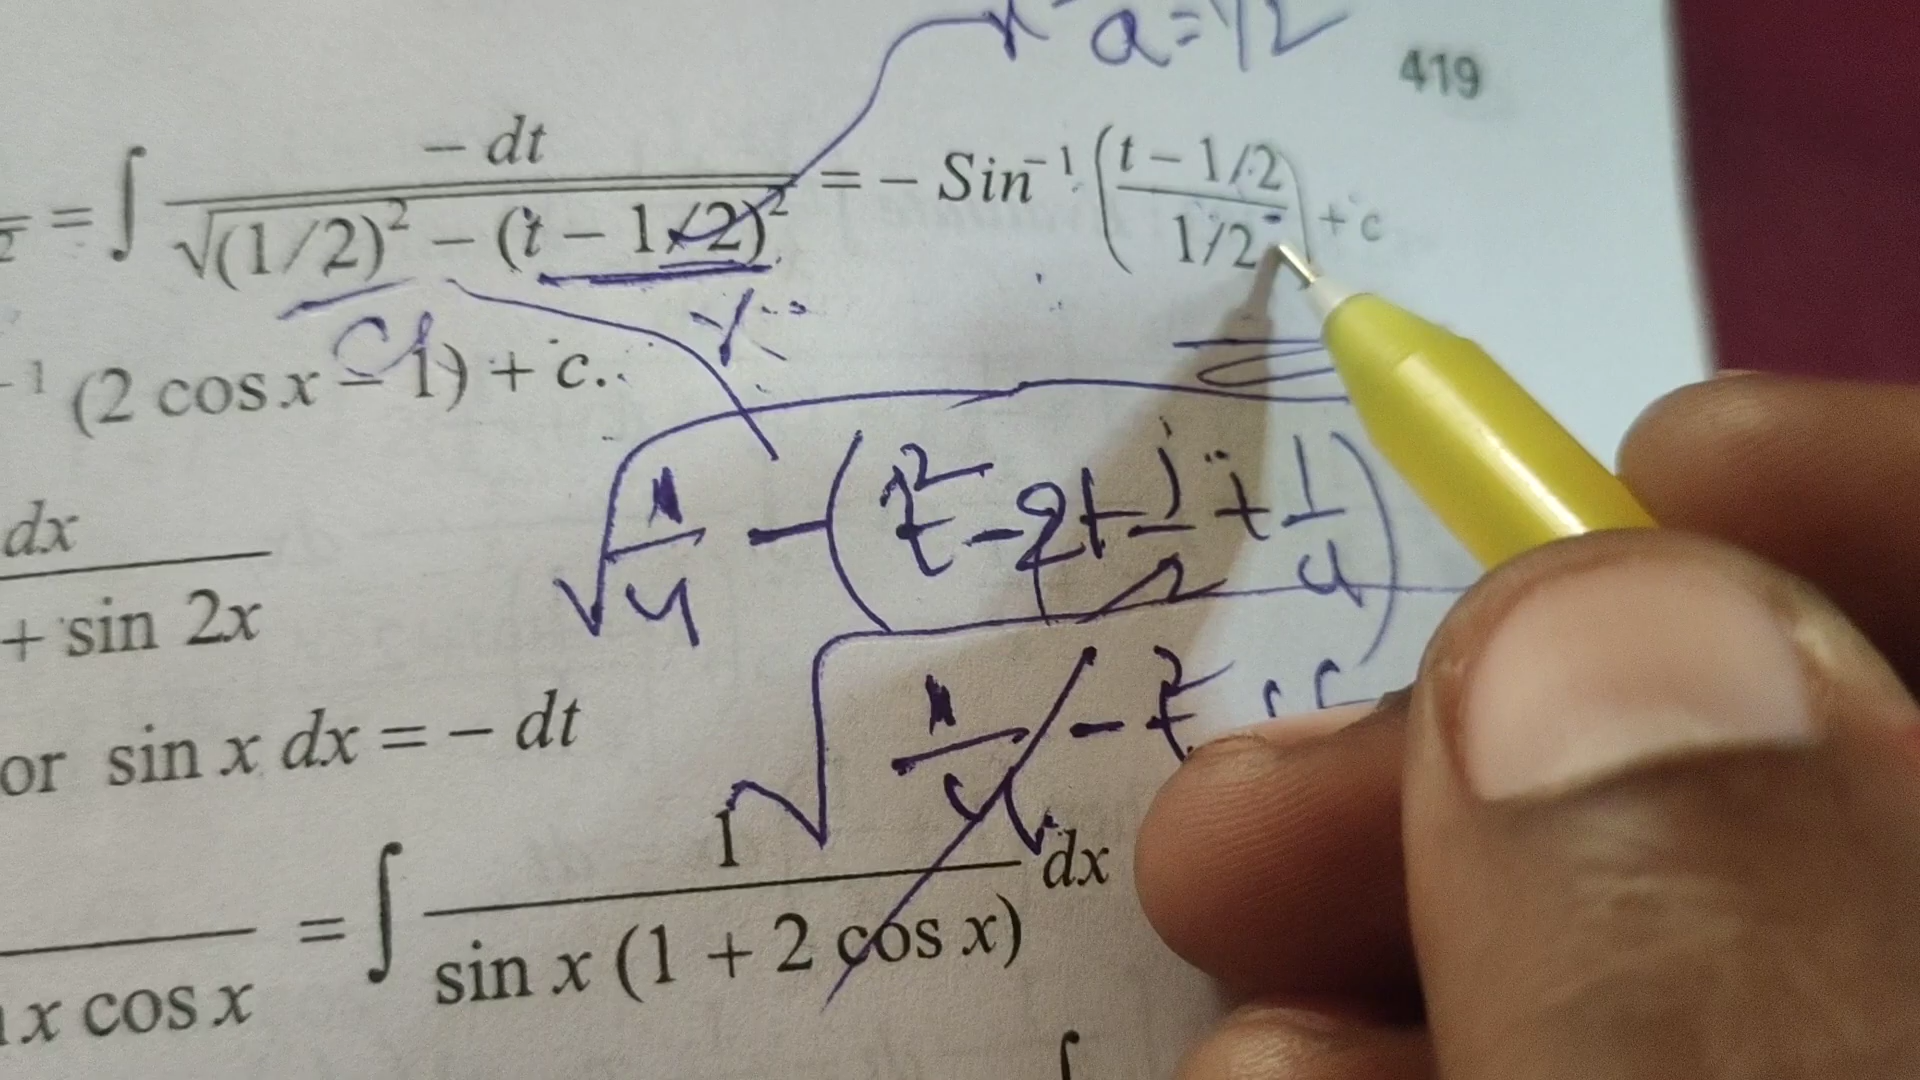 a = 1/2
419
= ∫ − dt / √(1/2)² − (t − 1/2)² = − Sin⁻¹ (t − 1/2 / 1/2) + c
x
a
⁻¹ (2 cos x − 1) + c.
√ 1/4 − (t² − 2t 1/2 + 1/4)
dx
+ sin 2x
√ 1/4 − t²
or sin x dx = − dt
= ∫ 1 / sin x (1 + 2 cos x) dx
x cos x
∫